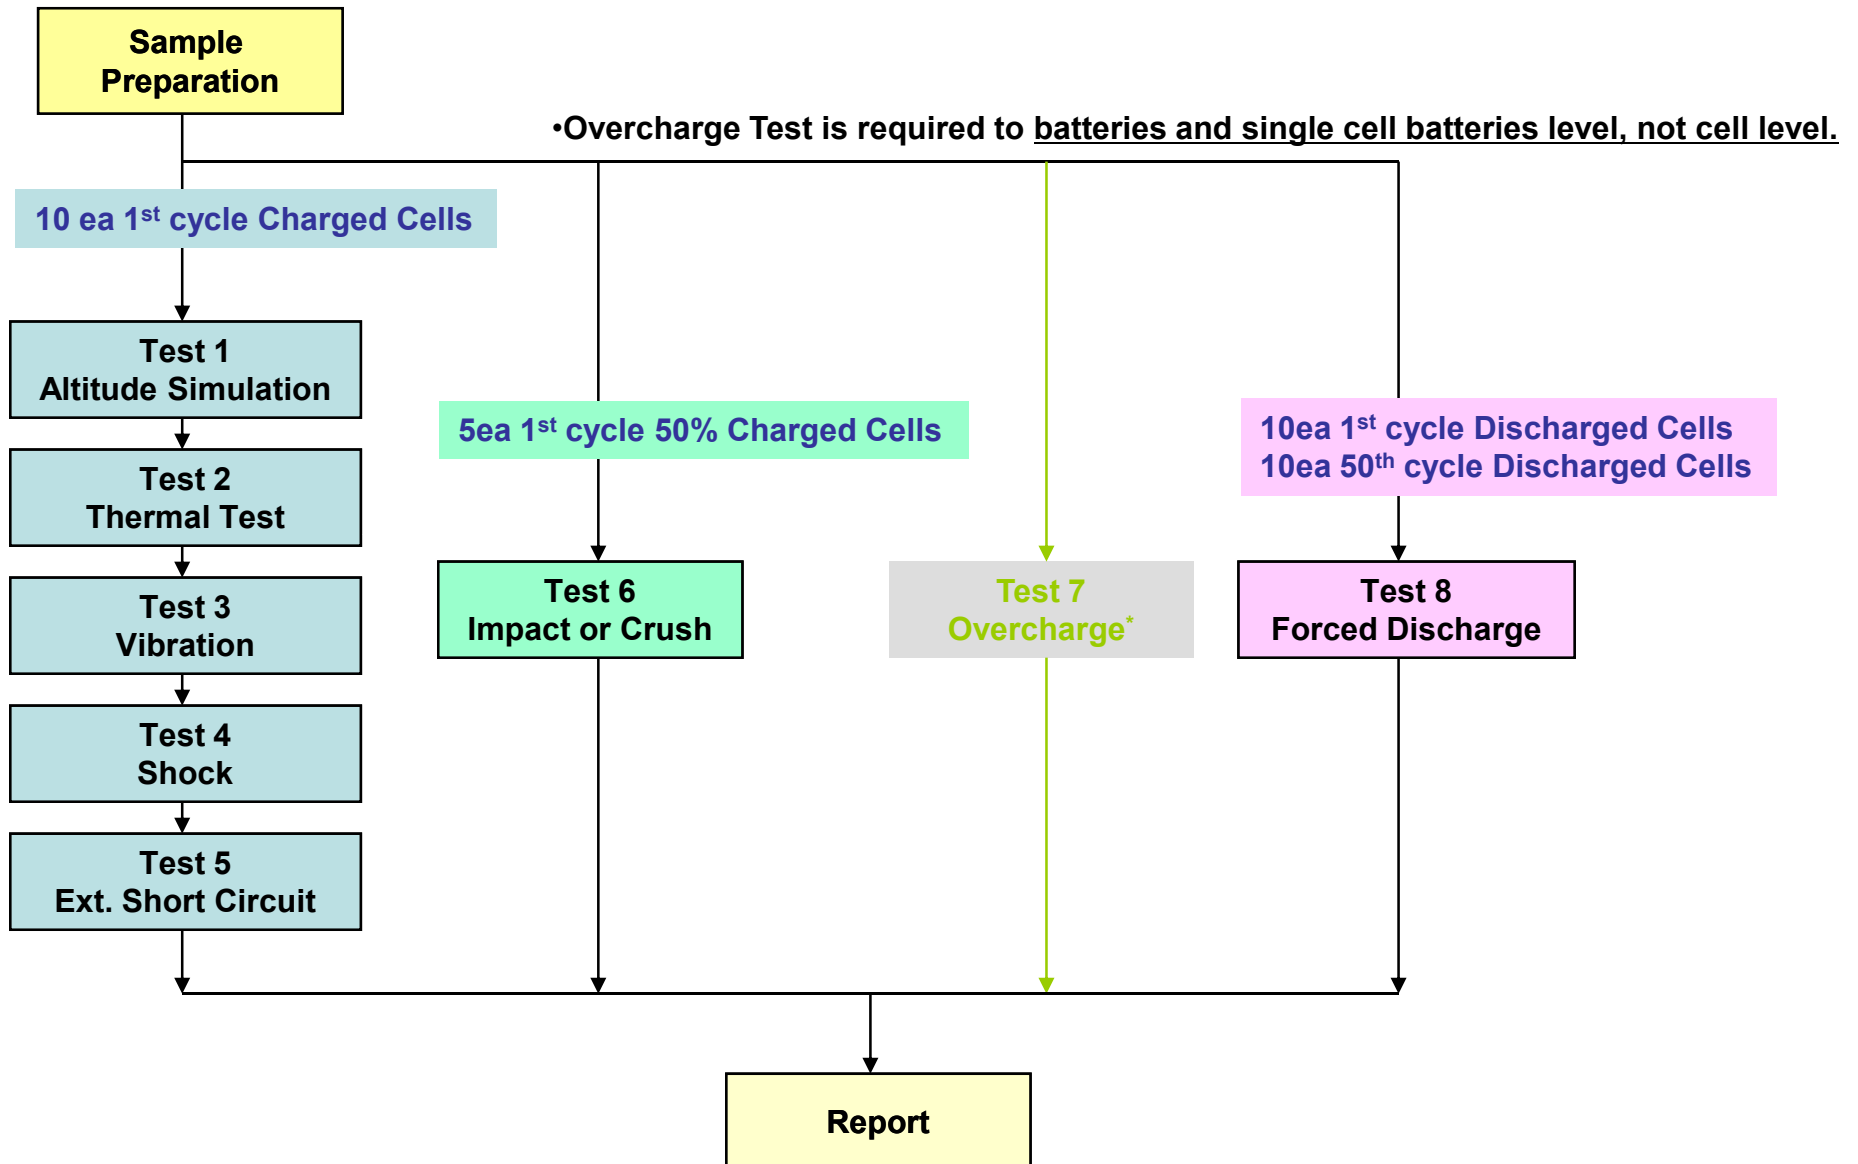 Sample
Preparation
•Overcharge Test is required to batteries and single cell batteries level, not cell level.
10 ea 1st cycle Charged Cells
Test 1
Altitude Simulation
Test 2
Thermal Test
Test 3
Vibration
Test 4
Shock
Test 5
Ext. Short Circuit
5ea 1st cycle 50% Charged Cells
Test 6
Impact or Crush
Test 7
Overcharge*
10ea 1st cycle Discharged Cells
10ea 50th cycle Discharged Cells
Test 8
Forced Discharge
Report